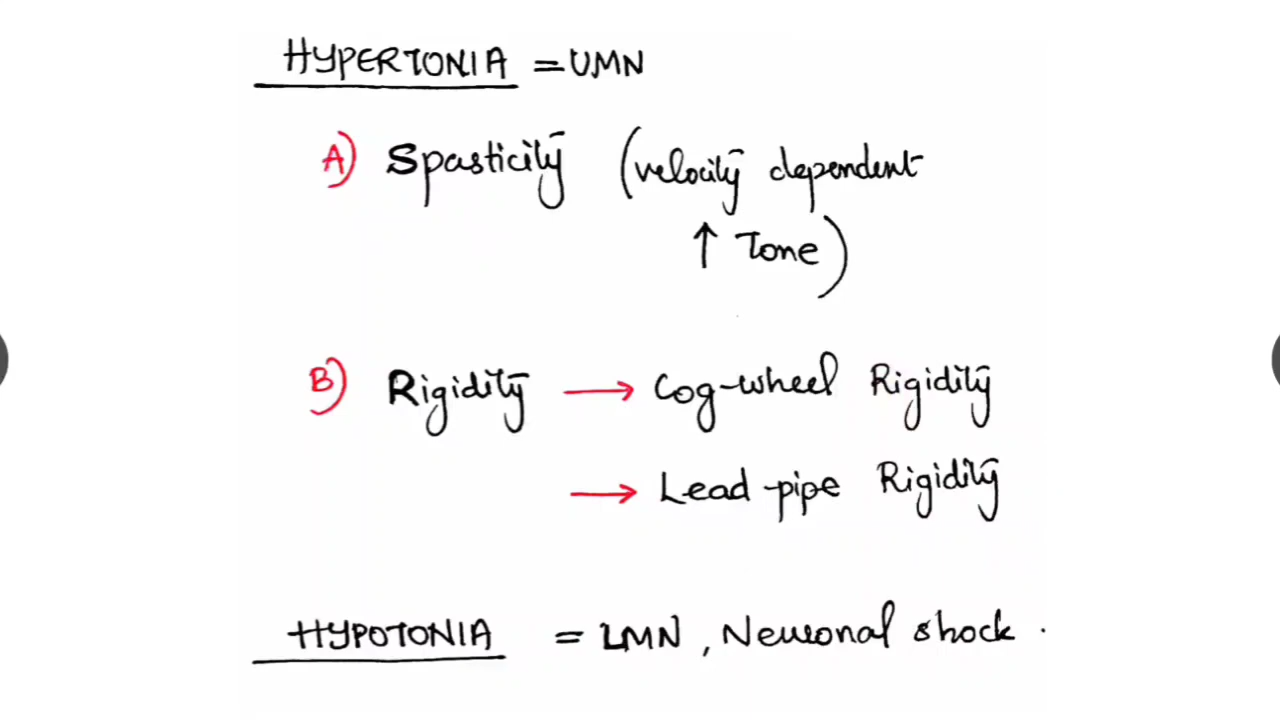 HYPERTONIA = UMN
A) Spasticity (velocity dependent
↑ Tone)
B) Rigidity → Cog-wheel Rigidity
→ Lead-pipe Rigidity
HYPOTONIA = LMN, Neuronal shock.